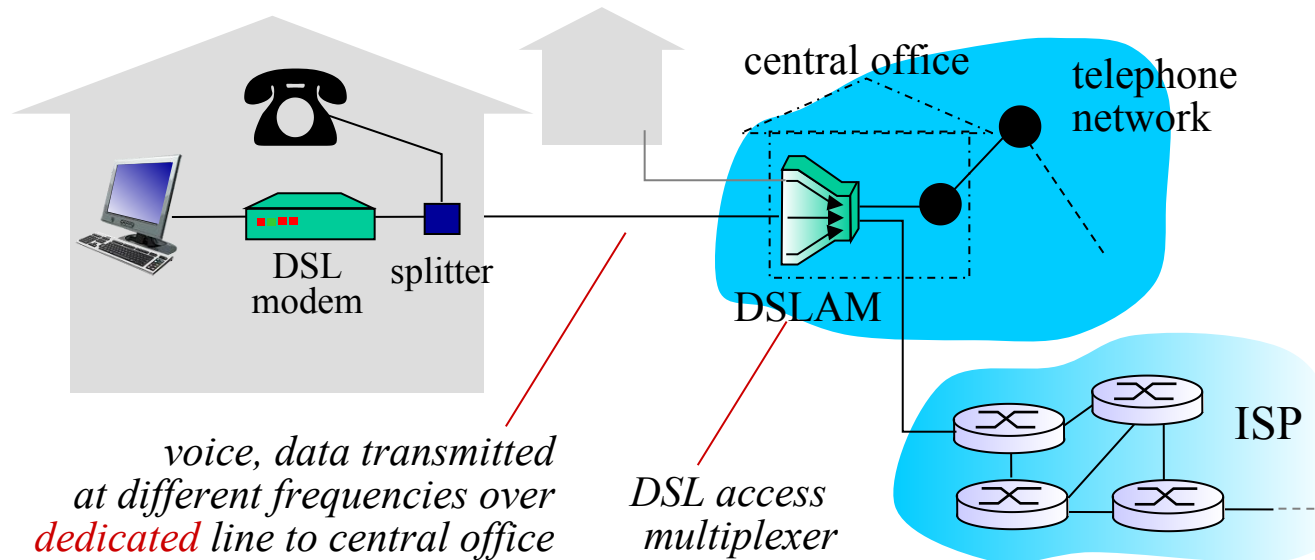 central office
telephone
network
DSL
modem
splitter
DSLAM
ISP
voice, data transmitted
at different frequencies over
dedicated line to central office
DSL access
multiplexer